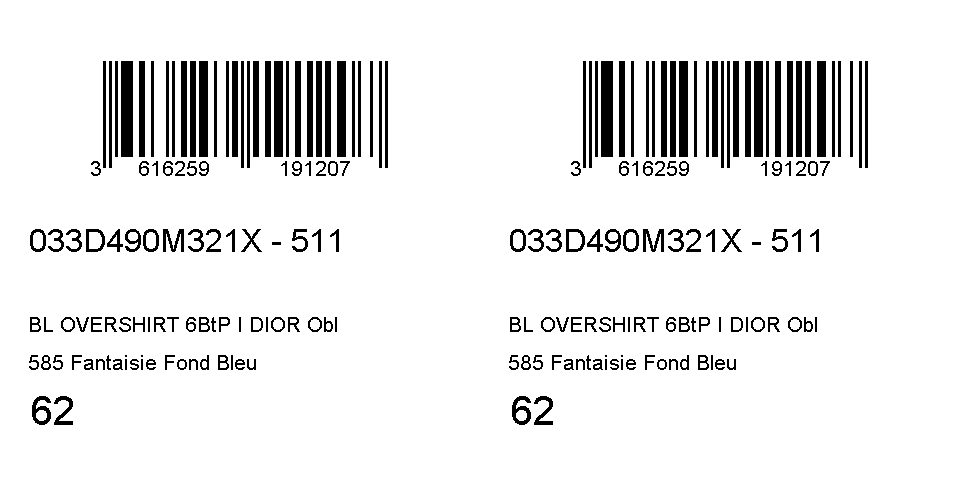 3 616259 191207
033D490M321X - 511
BL OVERSHIRT 6BtP I DIOR Obl
585 Fantaisie Fond Bleu
62
3 616259 191207
033D490M321X - 511
BL OVERSHIRT 6BtP I DIOR Obl
585 Fantaisie Fond Bleu
62